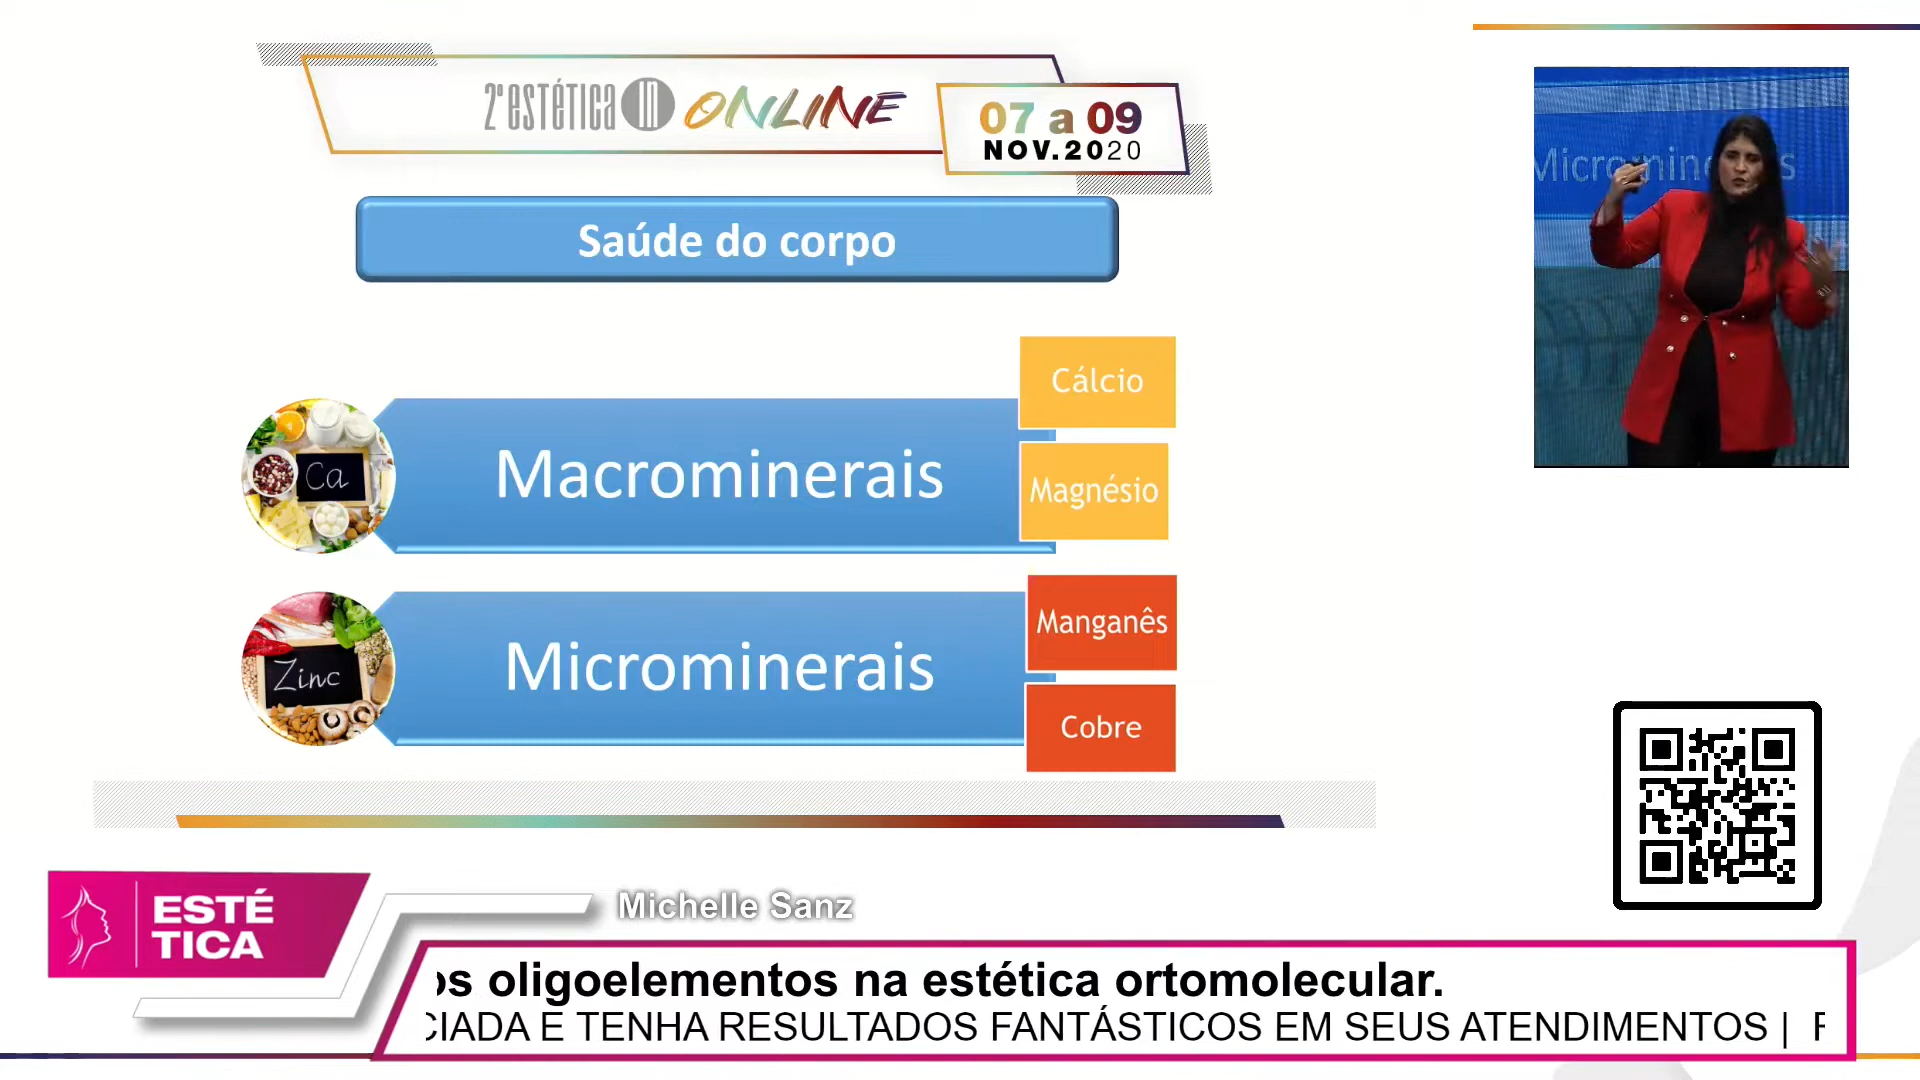 2ª estética IN ONLINE
07 a 09
NOV.2020
Saúde do corpo
Microminerais
Cálcio
Ca
Macrominerais
Magnésio
Manganês
Zinc
Microminerais
Cobre
ESTÉ
TICA
Michelle Sanz
os oligoelementos na estética ortomolecular.
CIADA E TENHA RESULTADOS FANTÁSTICOS EM SEUS ATENDIMENTOS |